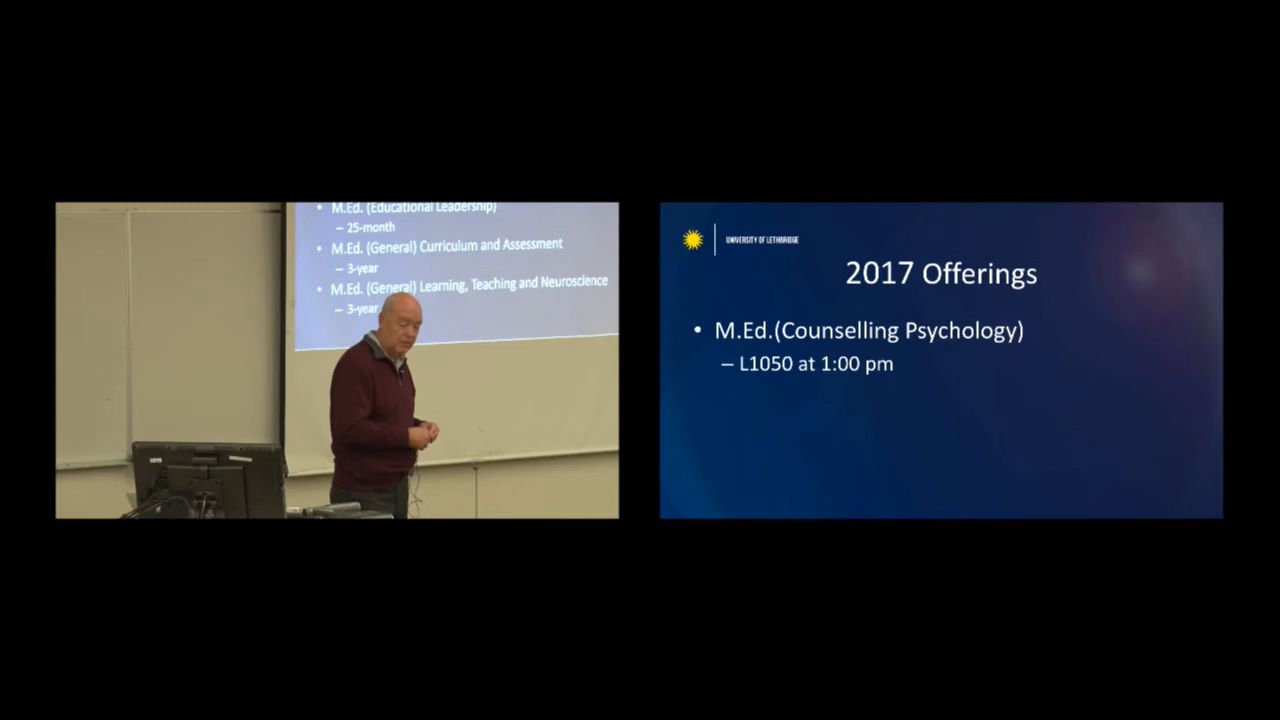 M.Ed. (Educational Leadership)
– 25-month
• M.Ed. (General) Curriculum and Assessment
– 3-year
• M.Ed. (General) Learning, Teaching and Neuroscience
– 3-year
UNIVERSITY OF LETHBRIDGE
2017 Offerings
• M.Ed.(Counselling Psychology)
– L1050 at 1:00 pm